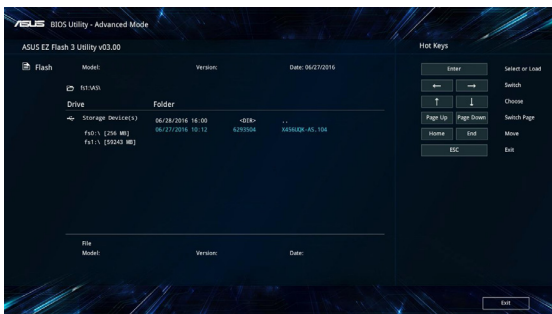 ASUS BIOS Utility - Advanced Mode
ASUS EZ Flash 3 Utility v03.00
Hot Keys
Flash
Model: Version: Date: 06/27/2016
fs1:\AS\
Drive Folder
Storage Device(s)
fs0:\ [256 MB]
fs1:\ [59243 MB]
06/28/2016 16:00 <DIR> ..
06/27/2016 10:12 6293504 X456UQK-AS.104
File
Model: Version: Date:
Enter Select or Load
← → Switch
↑ ↓ Choose
Page Up Page Down Switch Page
Home End Move
ESC Exit
Exit